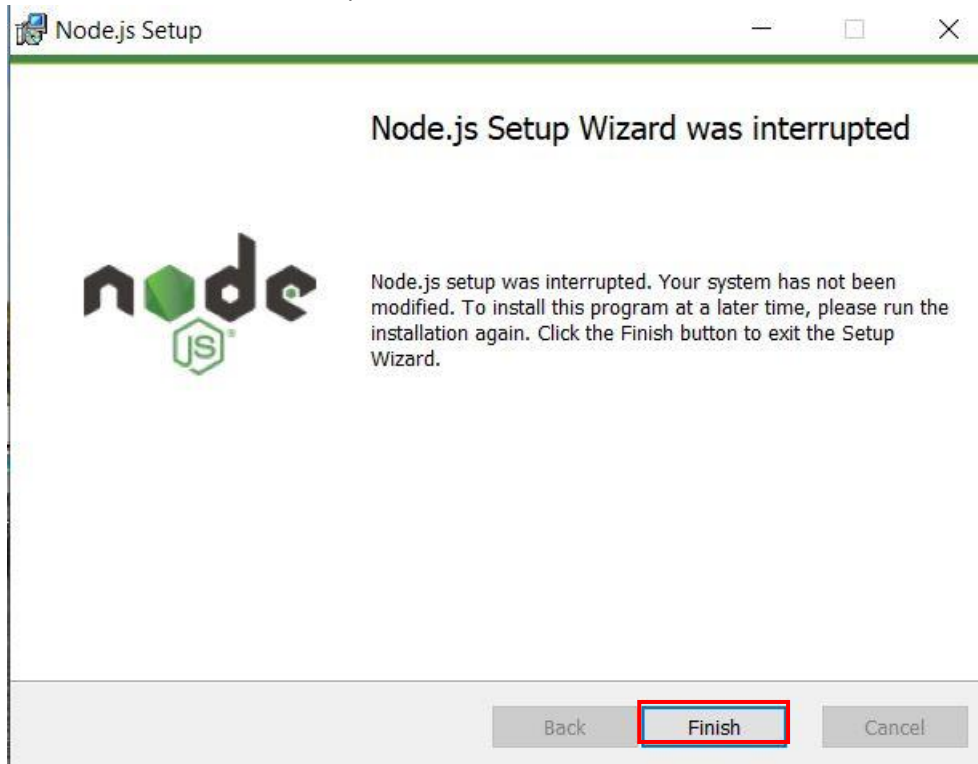 Node.js Setup
Node.js Setup Wizard was interrupted
node
JS
Node.js setup was interrupted. Your system has not been
modified. To install this program at a later time, please run the
installation again. Click the Finish button to exit the Setup
Wizard.
Back Finish Cancel